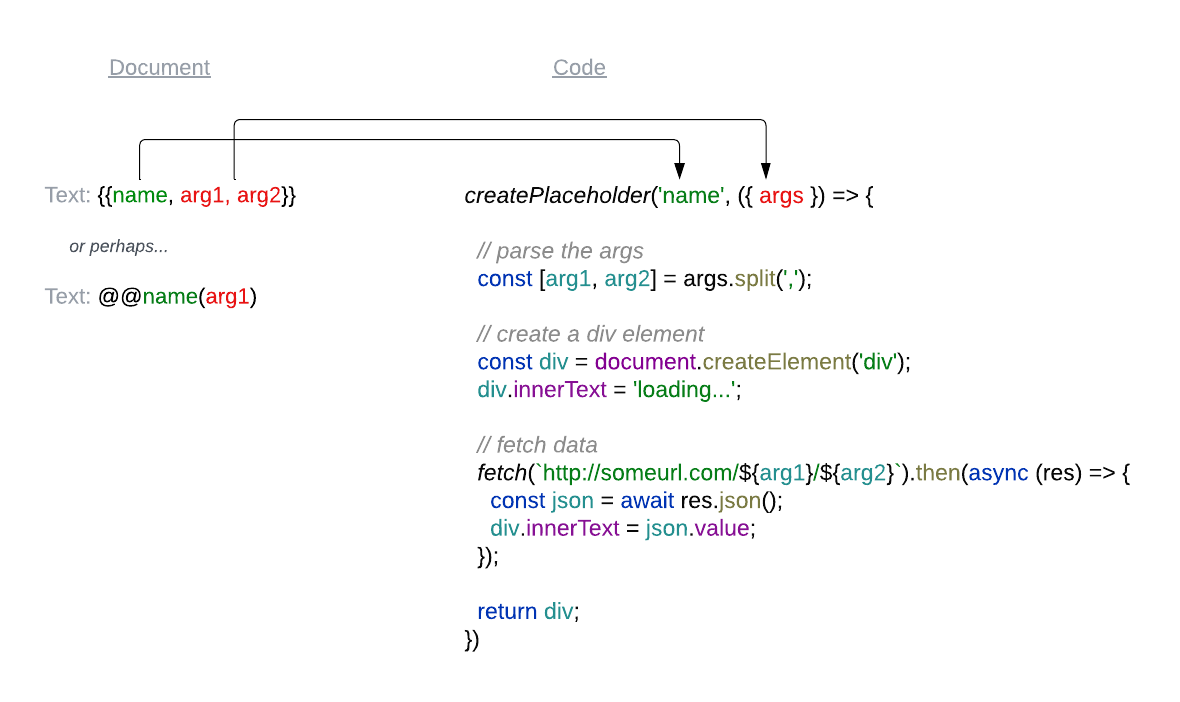 Document
Code
Text: {{name, arg1, arg2}}
or perhaps...
Text: @@name(arg1)
createPlaceholder('name', ({ args }) => {
// parse the args
const [arg1, arg2] = args.split(',');
// create a div element
const div = document.createElement('div');
div.innerText = 'loading...';
// fetch data
fetch(`http://someurl.com/${arg1}/${arg2}`).then(async (res) => {
const json = await res.json();
div.innerText = json.value;
});
return div;
})